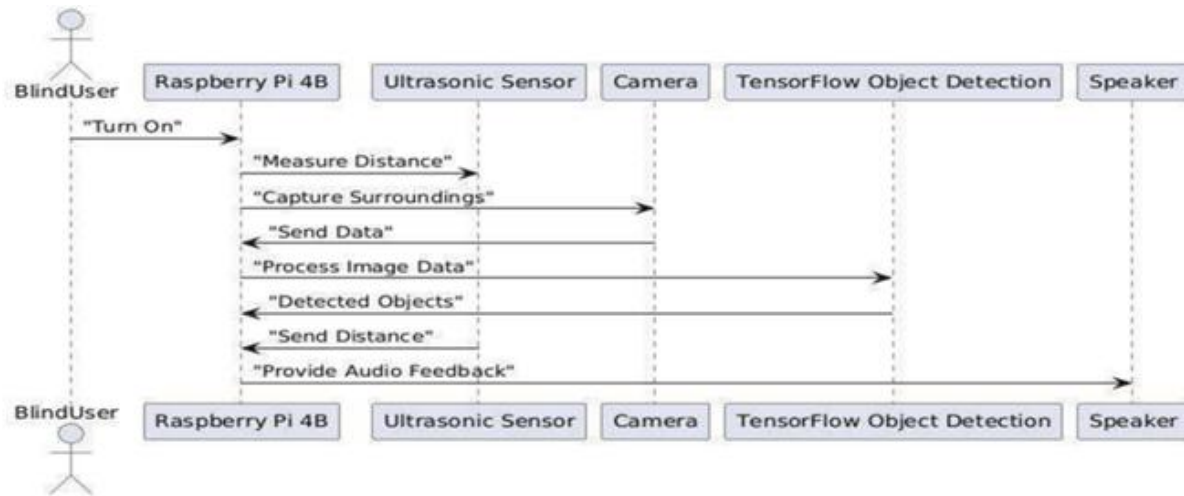 BlindUser
Raspberry Pi 4B
Ultrasonic Sensor
Camera
TensorFlow Object Detection
Speaker
"Turn On"
"Measure Distance"
"Capture Surroundings"
"Send Data"
"Process Image Data"
"Detected Objects"
"Send Distance"
"Provide Audio Feedback"
BlindUser
Raspberry Pi 4B
Ultrasonic Sensor
Camera
TensorFlow Object Detection
Speaker